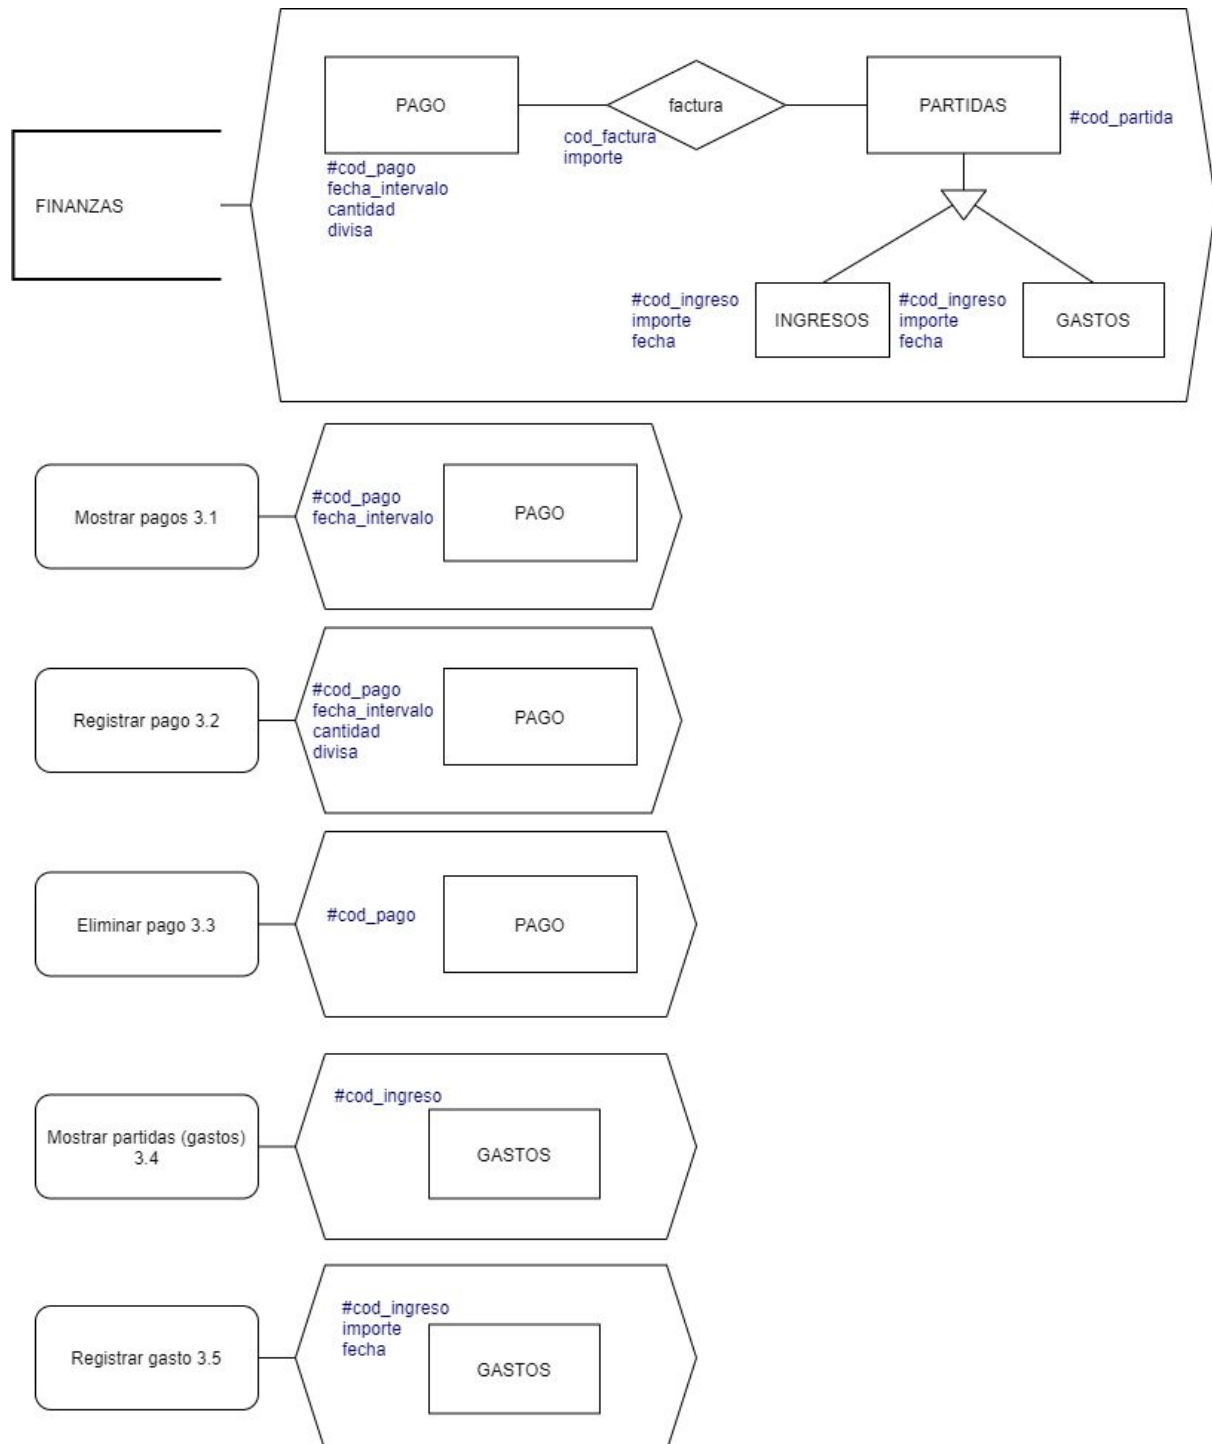 PAGO
factura
PARTIDAS
#cod_partida
cod_factura
importe
#cod_pago
fecha_intervalo
cantidad
divisa
FINANZAS
#cod_ingreso
importe
fecha
INGRESOS
#cod_ingreso
importe
fecha
GASTOS
Mostrar pagos 3.1
#cod_pago
fecha_intervalo
PAGO
Registrar pago 3.2
#cod_pago
fecha_intervalo
cantidad
divisa
PAGO
Eliminar pago 3.3
#cod_pago
PAGO
Mostrar partidas (gastos)
3.4
#cod_ingreso
GASTOS
Registrar gasto 3.5
#cod_ingreso
importe
fecha
GASTOS